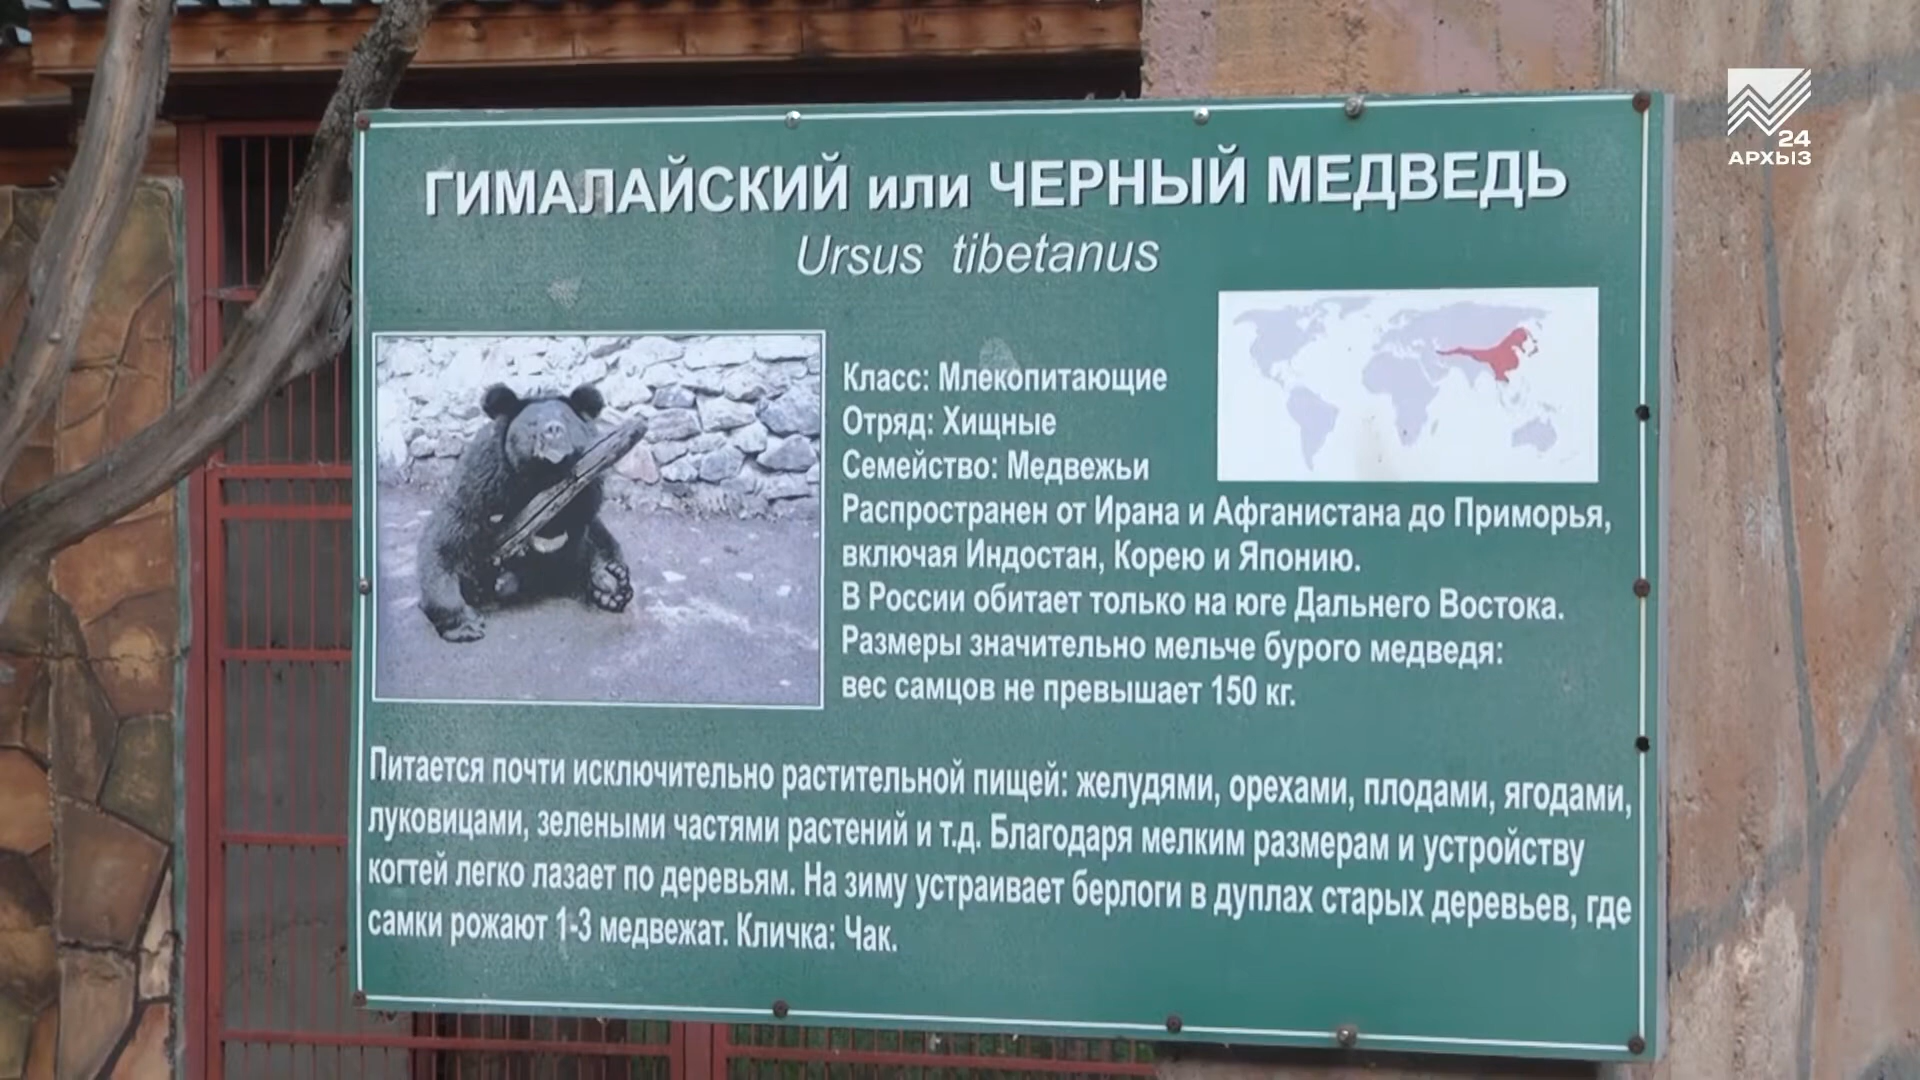 24
АРХЫЗ
ГИМАЛАЙСКИЙ или ЧЕРНЫЙ МЕДВЕДЬ
Ursus tibetanus
Класс: Млекопитающие
Отряд: Хищные
Семейство: Медвежьи
Распространен от Ирана и Афганистана до Приморья,
включая Индостан, Корею и Японию.
В России обитает только на юге Дальнего Востока.
Размеры значительно мельче бурого медведя:
вес самцов не превышает 150 кг.
Питается почти исключительно растительной пищей: желудями, орехами, плодами, ягодами,
луковицами, зелеными частями растений и т.д. Благодаря мелким размерам и устройству
когтей легко лазает по деревьям. На зиму устраивает берлоги в дуплах старых деревьев, где
самки рожают 1-3 медвежат. Кличка: Чак.